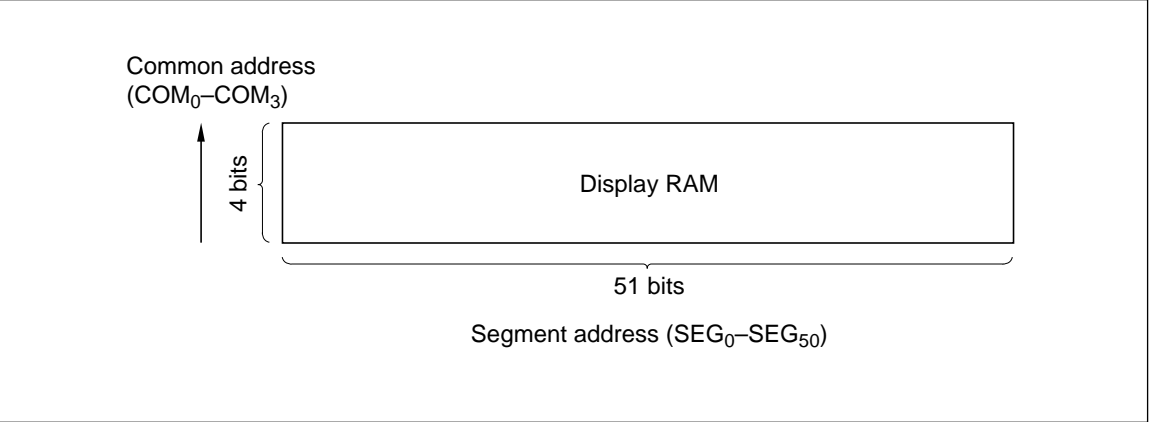 Common address
(COM₀–COM₃)
4 bits
Display RAM
51 bits
Segment address (SEG₀–SEG₅₀)